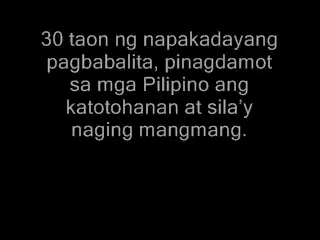 30 taon ng napakadayang
pagbabalita, pinagdamot
sa mga Pilipino ang
katotohanan at sila’y
naging mangmang.